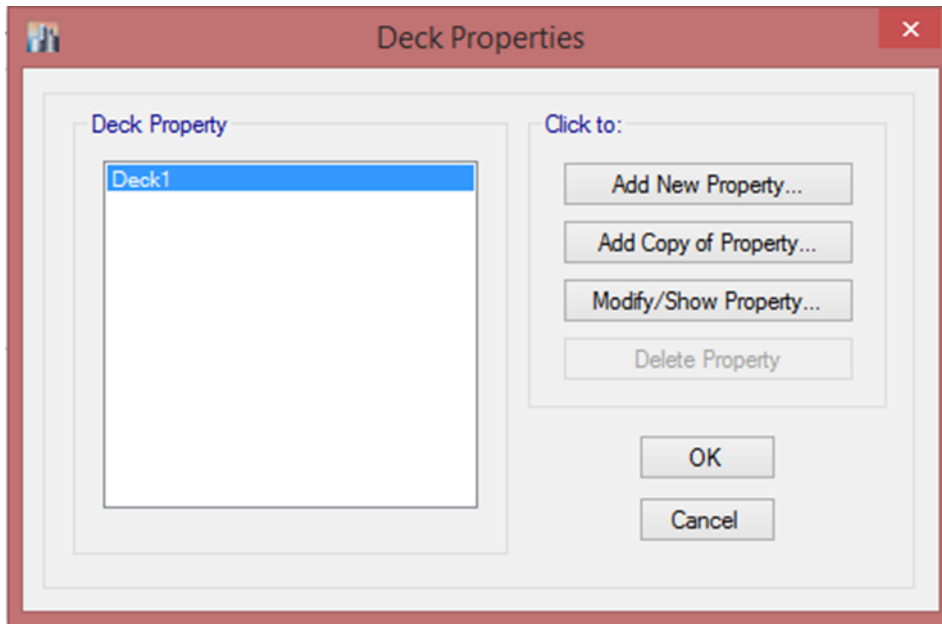 Deck Properties
Deck Property
Deck1
Click to:
Add New Property...
Add Copy of Property...
Modify/Show Property...
Delete Property
OK
Cancel